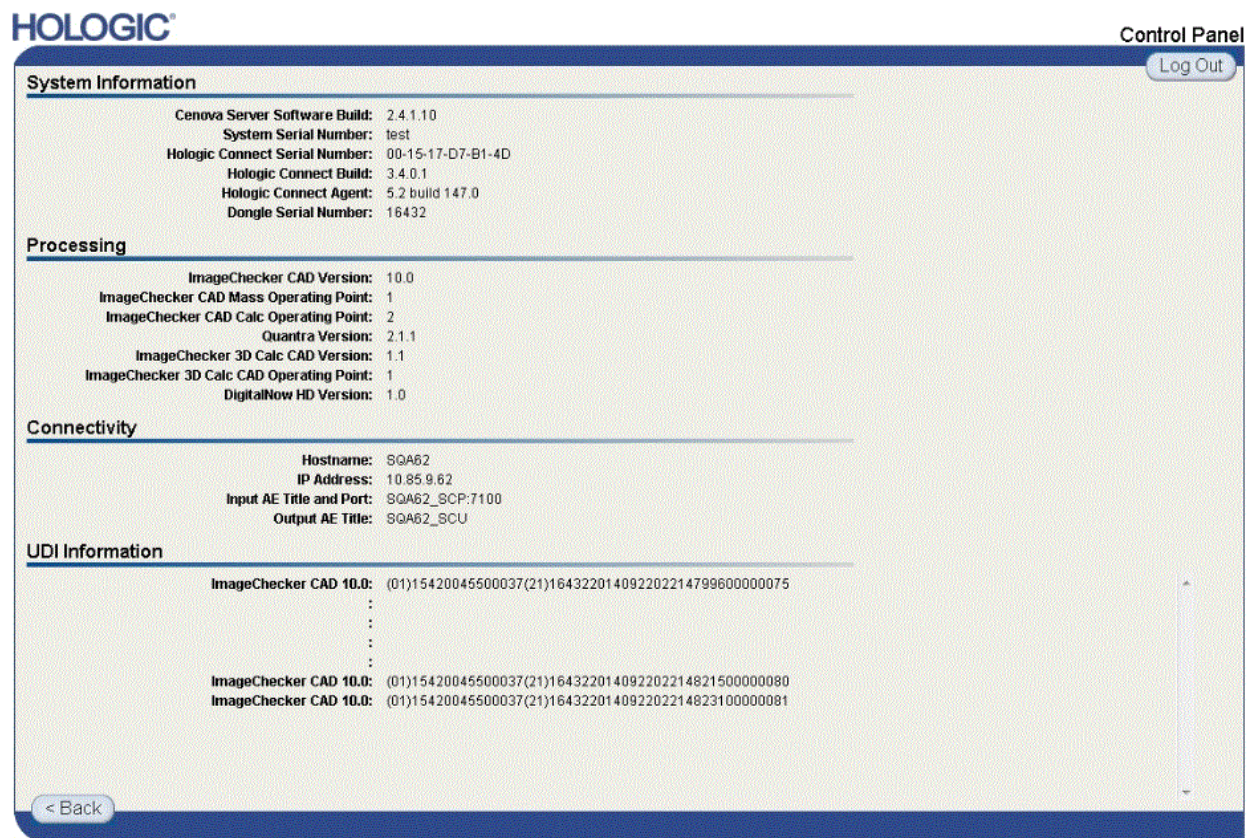 HOLOGIC®
Control Panel
Log Out
System Information
Cenova Server Software Build: 2.4.1.10
System Serial Number: test
Hologic Connect Serial Number: 00-15-17-D7-B1-4D
Hologic Connect Build: 3.4.0.1
Hologic Connect Agent: 5.2 build 147.0
Dongle Serial Number: 16432
Processing
ImageChecker CAD Version: 10.0
ImageChecker CAD Mass Operating Point: 1
ImageChecker CAD Calc Operating Point: 2
Quantra Version: 2.1.1
ImageChecker 3D Calc CAD Version: 1.1
ImageChecker 3D Calc CAD Operating Point: 1
DigitalNow HD Version: 1.0
Connectivity
Hostname: SQA62
IP Address: 10.85.9.62
Input AE Title and Port: SQA62_SCP:7100
Output AE Title: SQA62_SCU
UDI Information
ImageChecker CAD 10.0: (01)15420045500037(21)1643220140922022147996000000​75
:
:
:
:
ImageChecker CAD 10.0: (01)15420045500037(21)164322014092202214821500000080
ImageChecker CAD 10.0: (01)15420045500037(21)164322014092202214823100000081
< Back